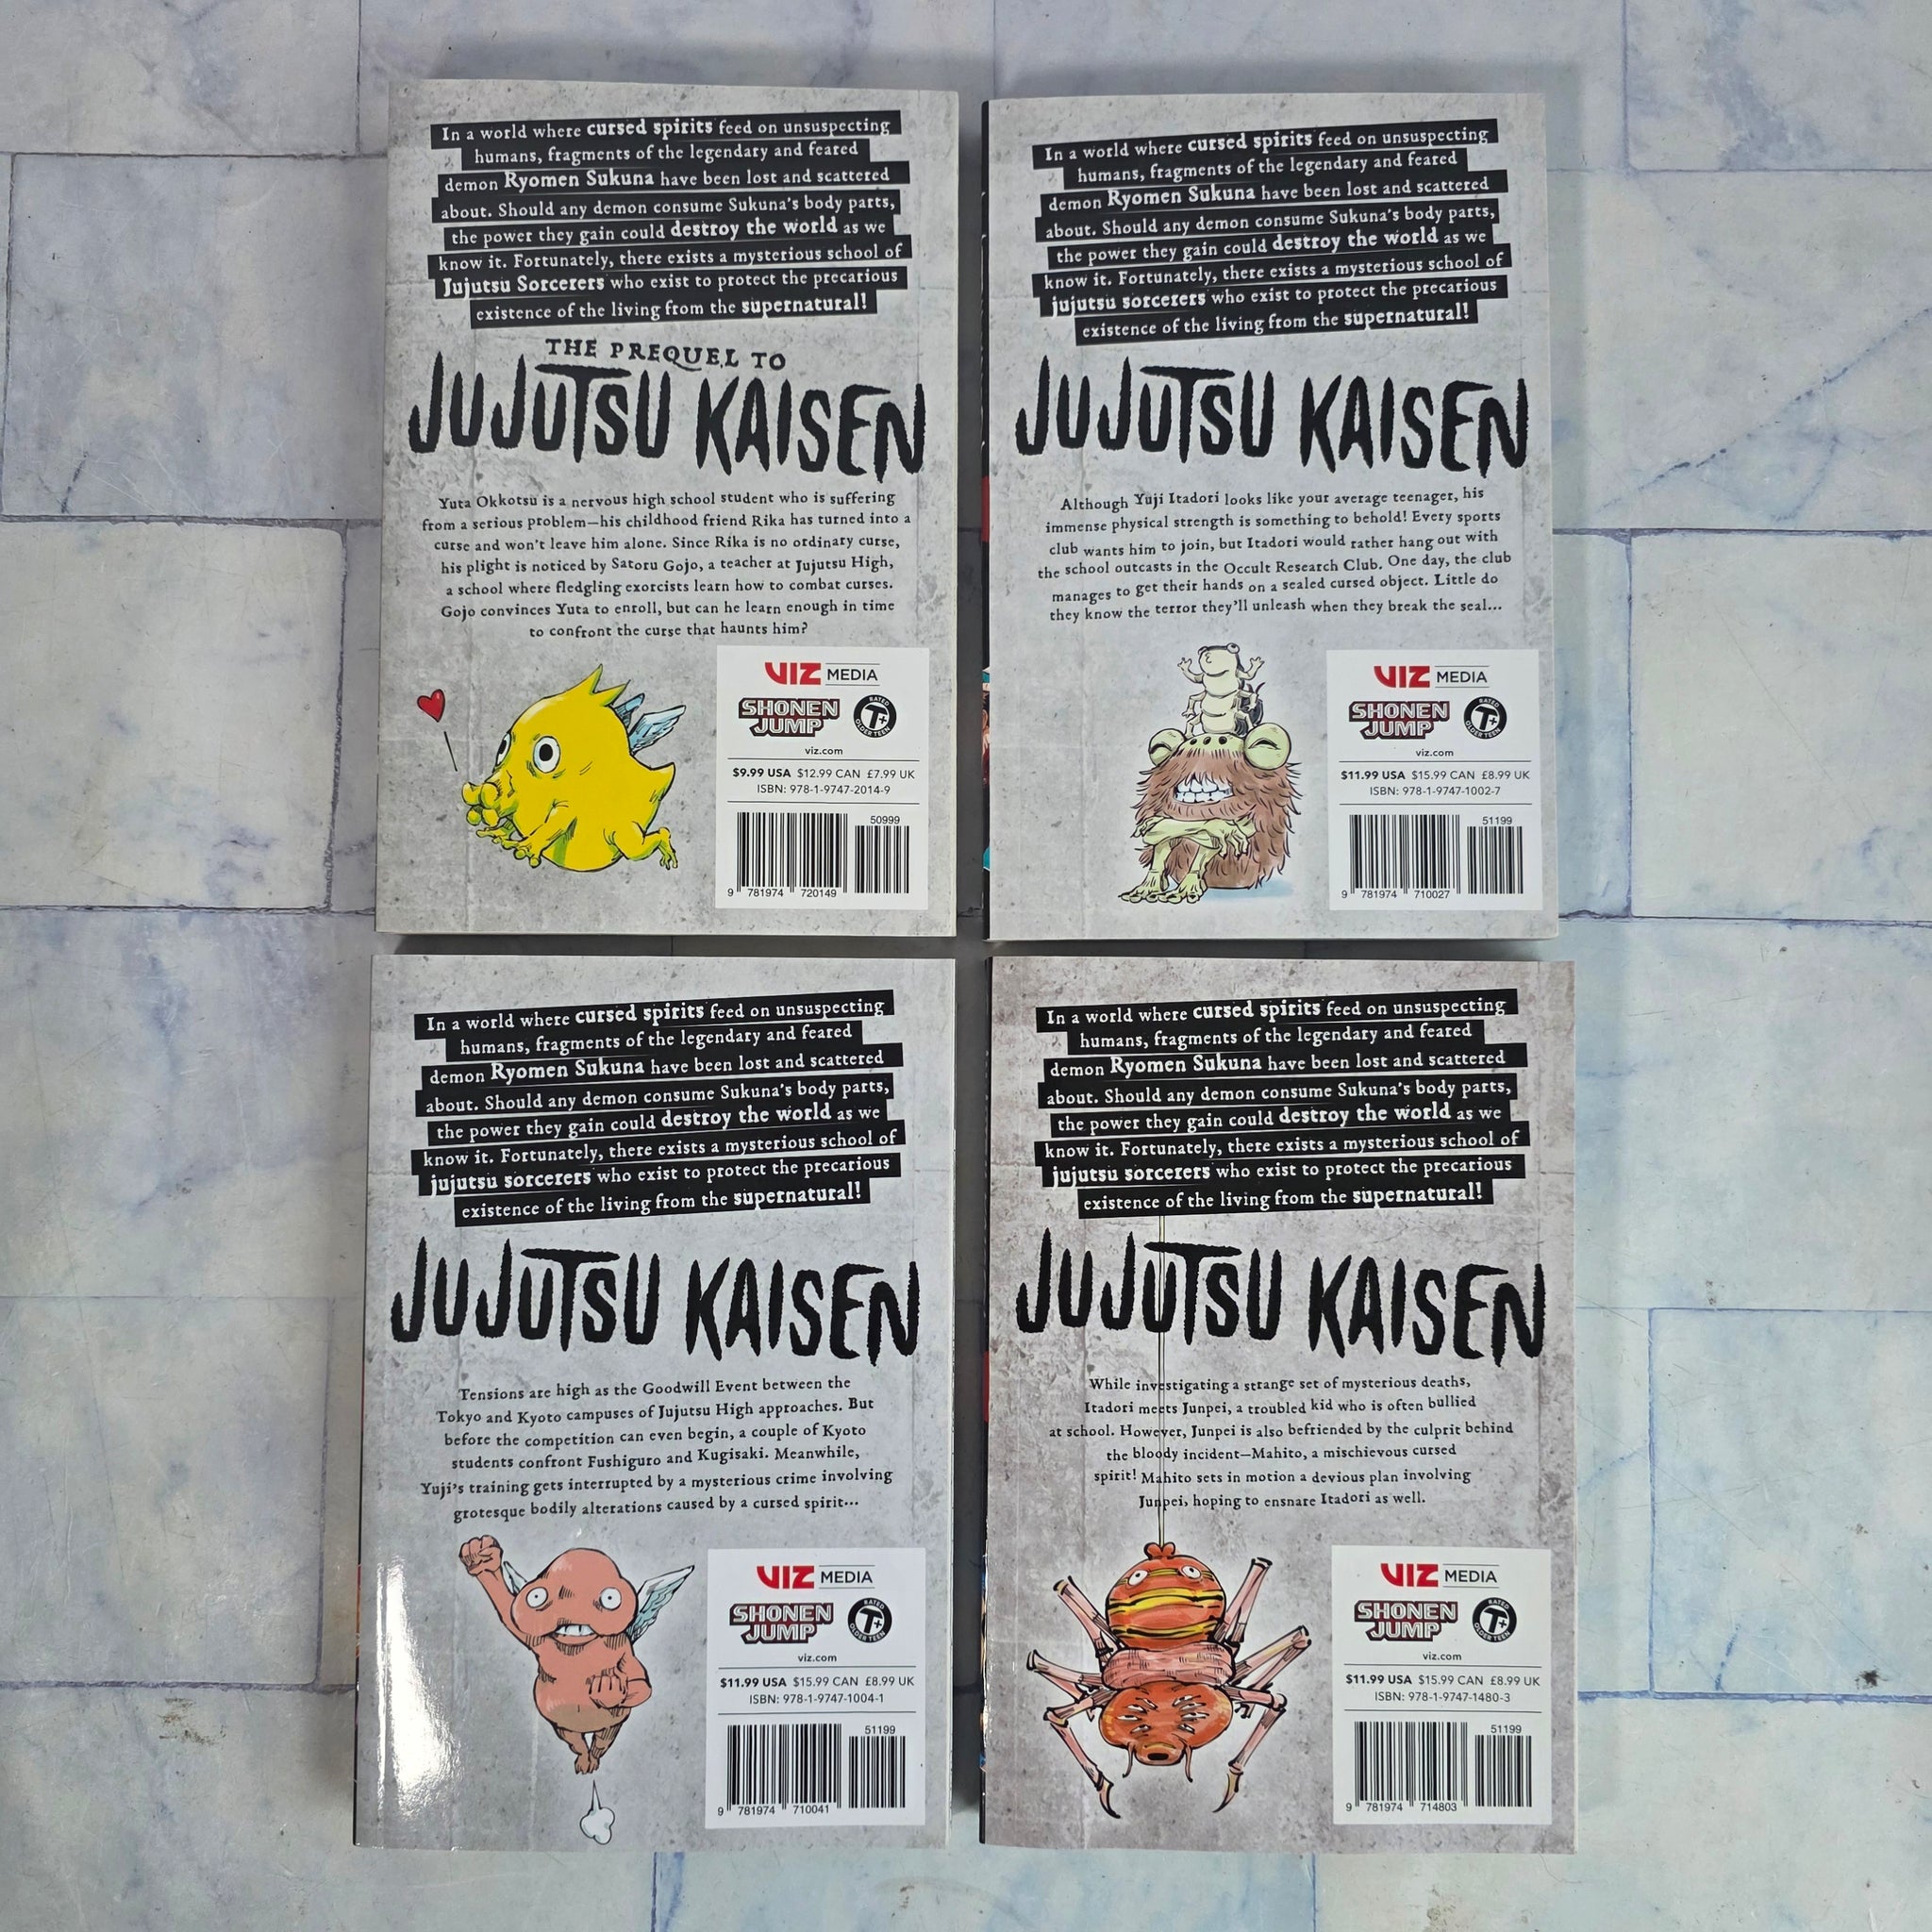 In a world where cursed spirits feed on unsuspecting
humans, fragments of the legendary and feared
demon Ryomen Sukuna have been lost and scattered
about. Should any demon consume Sukuna's body parts,
the power they gain could destroy the world as we
know it. Fortunately, there exists a mysterious school of
Jujutsu Sorcerers who exist to protect the precarious
existence of the living from the supernatural!
THE PREQUEL TO
JUJUTSU KAISEN
Yuta Okkotsu is a nervous high school student who is suffering
from a serious problem—his childhood friend Rika has turned into a
curse and won't leave him alone. Since Rika is no ordinary curse,
his plight is noticed by Satoru Gojo, a teacher at Jujutsu High,
a school where fledgling exorcists learn how to combat curses.
Gojo convinces Yuta to enroll, but can he learn enough in time
to confront the curse that haunts him?
VIZ MEDIA
SHONEN
JUMP
RATED T+ OLDER TEEN
viz.com
$9.99 USA $12.99 CAN £7.99 UK
ISBN: 978-1-9747-2014-9
50999
9 781974 720149
In a world where cursed spirits feed on unsuspecting
humans, fragments of the legendary and feared
demon Ryomen Sukuna have been lost and scattered
about. Should any demon consume Sukuna's body parts,
the power they gain could destroy the world as we
know it. Fortunately, there exists a mysterious school of
jujutsu sorcerers who exist to protect the precarious
existence of the living from the supernatural!
JUJUTSU KAISEN
Although Yuji Itadori looks like your average teenager, his
immense physical strength is something to behold! Every sports
club wants him to join, but Itadori would rather hang out with
the school outcasts in the Occult Research Club. One day, the club
manages to get their hands on a sealed cursed object. Little do
they know the terror they'll unleash when they break the seal...
VIZ MEDIA
SHONEN
JUMP
RATED T+ OLDER TEEN
viz.com
$11.99 USA $15.99 CAN £8.99 UK
ISBN: 978-1-9747-1002-7
51199
9 781974 710027
In a world where cursed spirits feed on unsuspecting
humans, fragments of the legendary and feared
demon Ryomen Sukuna have been lost and scattered
about. Should any demon consume Sukuna's body parts,
the power they gain could destroy the world as we
know it. Fortunately, there exists a mysterious school of
jujutsu sorcerers who exist to protect the precarious
existence of the living from the supernatural!
JUJUTSU KAISEN
Tensions are high as the Goodwill Event between the
Tokyo and Kyoto campuses of Jujutsu High approaches. But
before the competition can even begin, a couple of Kyoto
students confront Fushiguro and Kugisaki. Meanwhile,
Yuji's training gets interrupted by a mysterious crime involving
grotesque bodily alterations caused by a cursed spirit...
VIZ MEDIA
SHONEN
JUMP
RATED T+ OLDER TEEN
viz.com
$11.99 USA $15.99 CAN £8.99 UK
ISBN: 978-1-9747-1004-1
51199
9 781974 710041
In a world where cursed spirits feed on unsuspecting
humans, fragments of the legendary and feared
demon Ryomen Sukuna have been lost and scattered
about. Should any demon consume Sukuna's body parts,
the power they gain could destroy the world as we
know it. Fortunately, there exists a mysterious school of
jujutsu sorcerers who exist to protect the precarious
existence of the living from the supernatural!
JUJUTSU KAISEN
While investigating a strange set of mysterious deaths,
Itadori meets Junpei, a troubled kid who is often bullied
at school. However, Junpei is also befriended by the culprit behind
the bloody incident—Mahito, a mischievous cursed
spirit! Mahito sets in motion a devious plan involving
Junpei, hoping to ensnare Itadori as well.
VIZ MEDIA
SHONEN
JUMP
RATED T+ OLDER TEEN
viz.com
$11.99 USA $15.99 CAN £8.99 UK
ISBN: 978-1-9747-1480-3
51199
9 781974 714803